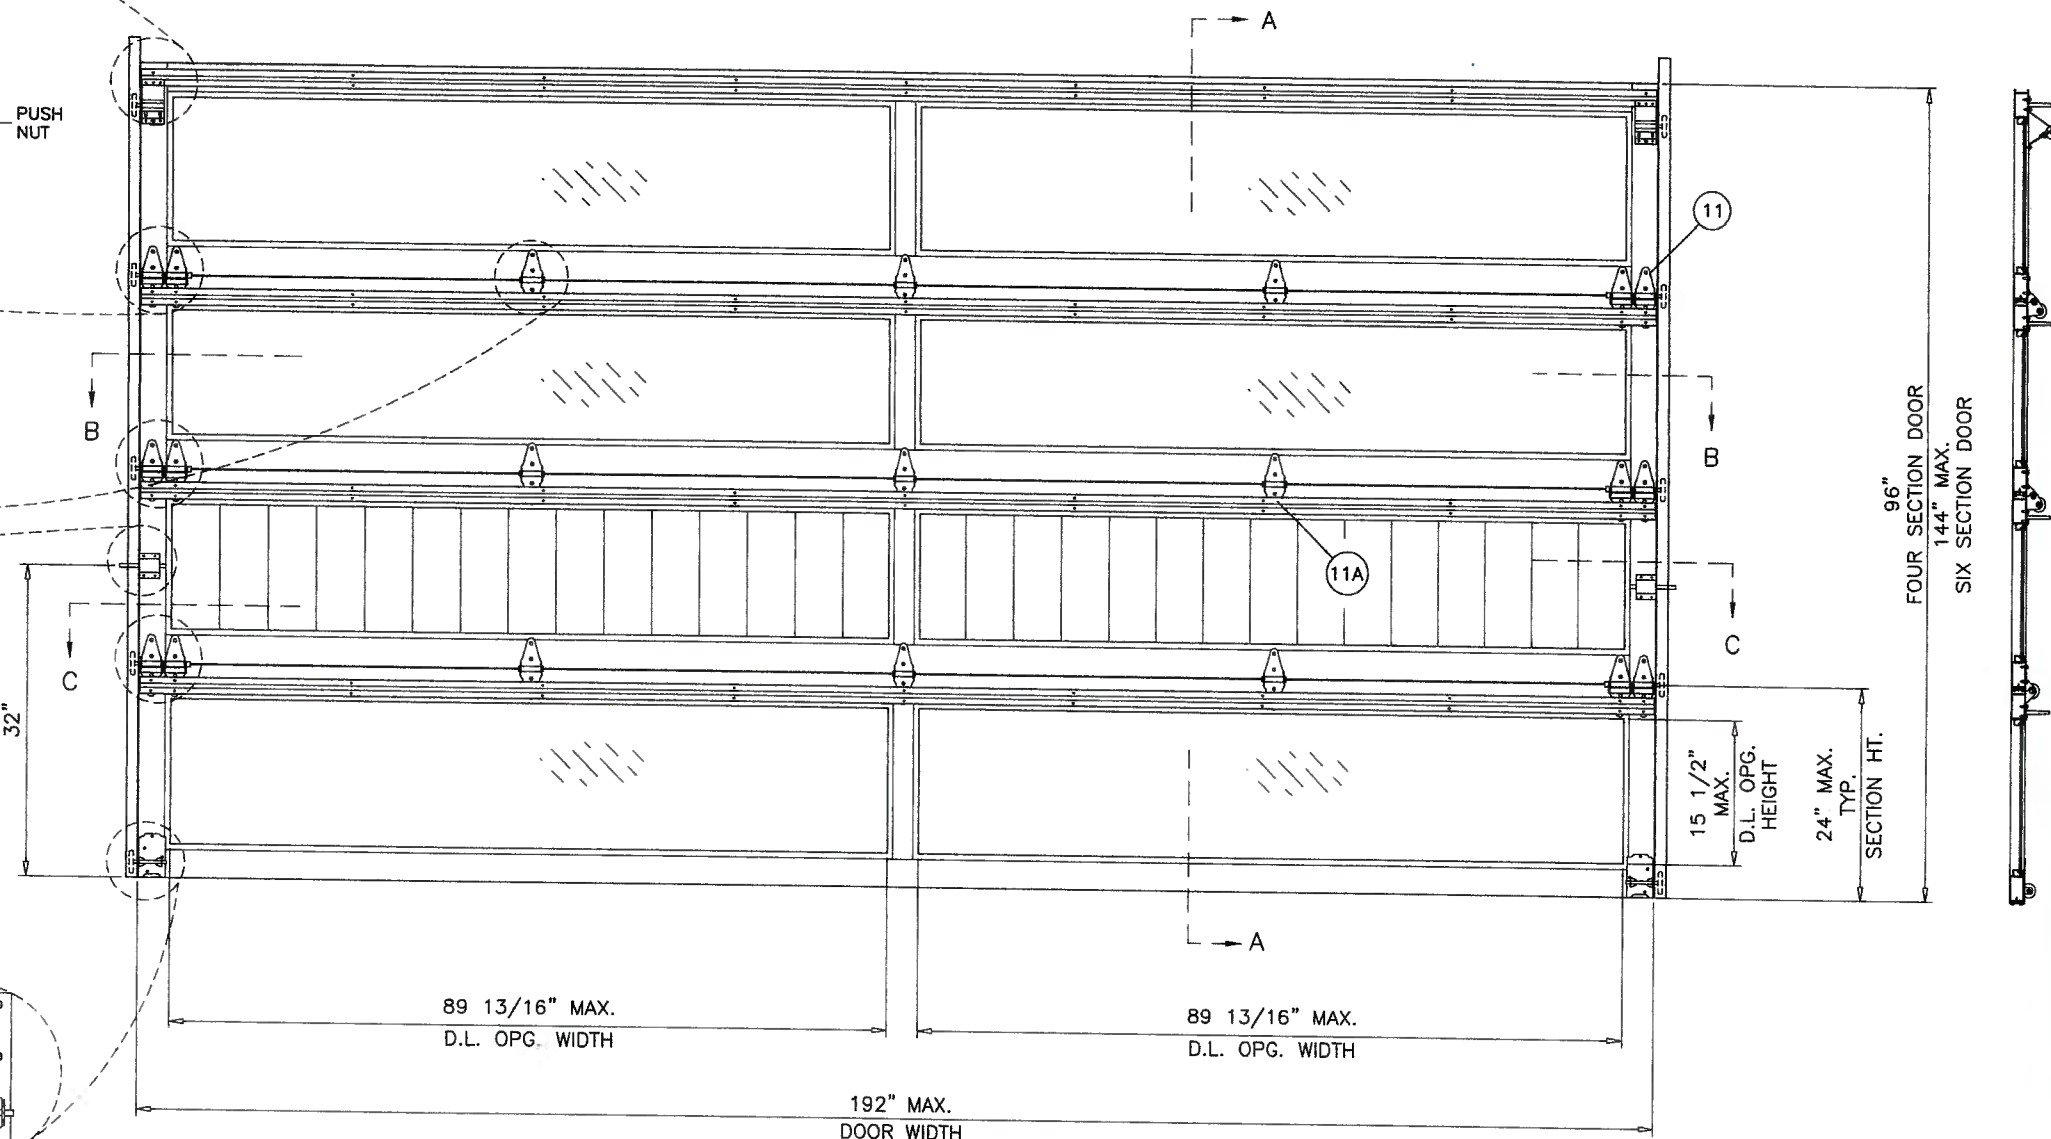 A
PUSH
NUT
11
B
B
11A
C
C
32"
96"
FOUR SECTION DOOR
144" MAX.
SIX SECTION DOOR
15 1/2"
MAX.
D.L. OPG.
HEIGHT
24" MAX.
TYP.
SECTION HT.
A
89 13/16" MAX.
D.L. OPG. WIDTH
89 13/16" MAX.
D.L. OPG. WIDTH
192" MAX.
DOOR WIDTH